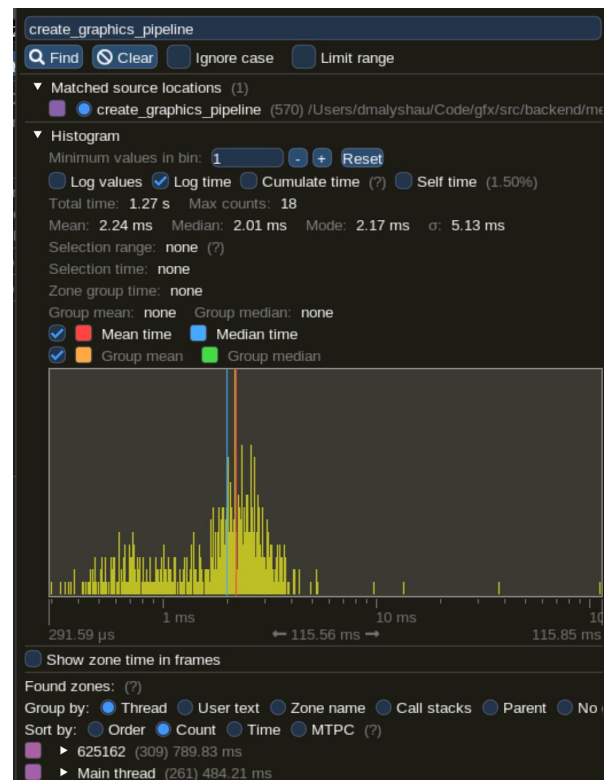 create_graphics_pipeline
Find Clear Ignore case Limit range
Matched source locations (1)
create_graphics_pipeline (570) /Users/dmalyshau/Code/gfx/src/backend/me
Histogram
Minimum values in bin: 1 - + Reset
Log values Log time Cumulate time (?) Self time (1.50%)
Total time: 1.27 s Max counts: 18
Mean: 2.24 ms Median: 2.01 ms Mode: 2.17 ms σ: 5.13 ms
Selection range: none (?)
Selection time: none
Zone group time: none
Group mean: none Group median: none
Mean time Median time
Group mean Group median
1 ms 10 ms 10
291.59 μs ← 115.56 ms → 115.85 ms
Show zone time in frames
Found zones: (?)
Group by: Thread User text Zone name Call stacks Parent No
Sort by: Order Count Time MTPC (?)
625162 (309) 789.83 ms
Main thread (261) 484.21 ms